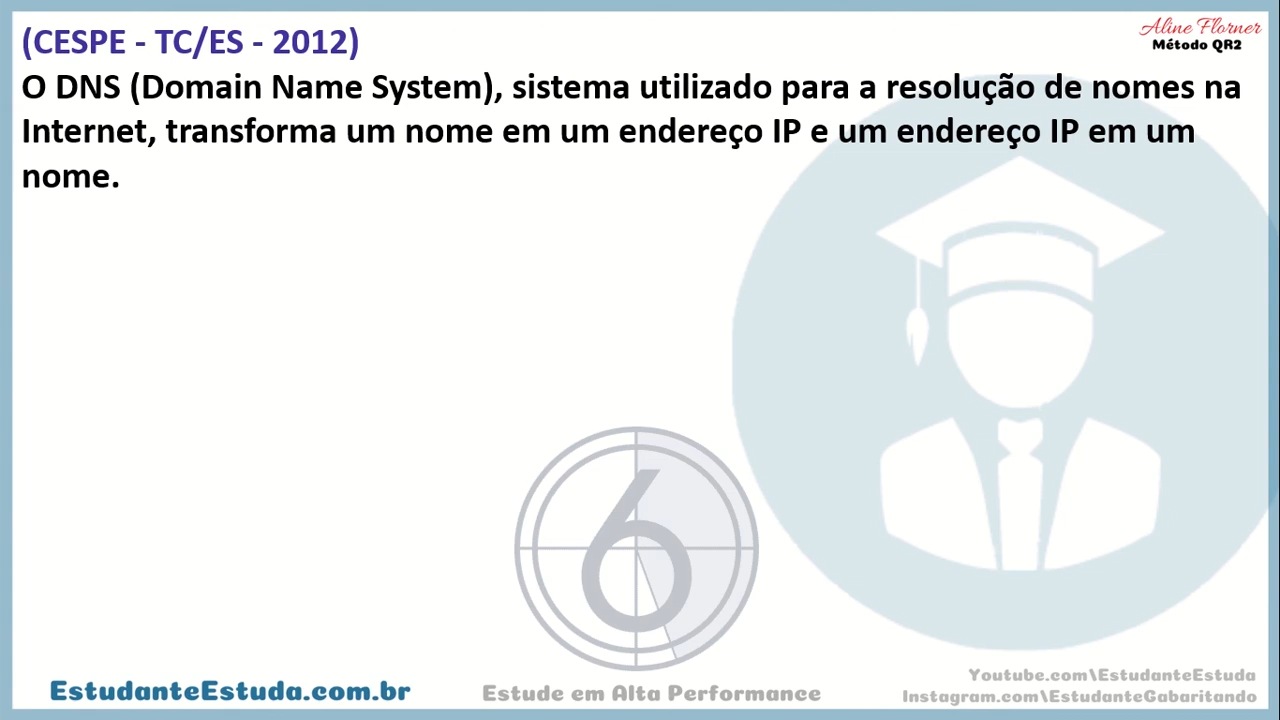 (CESPE - TC/ES - 2012)
Aline Florner
Método QR2
O DNS (Domain Name System), sistema utilizado para a resolução de nomes na
Internet, transforma um nome em um endereço IP e um endereço IP em um
nome.
6
EstudanteEstuda.com.br
Estude em Alta Performance
Youtube.com\EstudanteEstuda
Instagram.com\EstudanteGabaritando